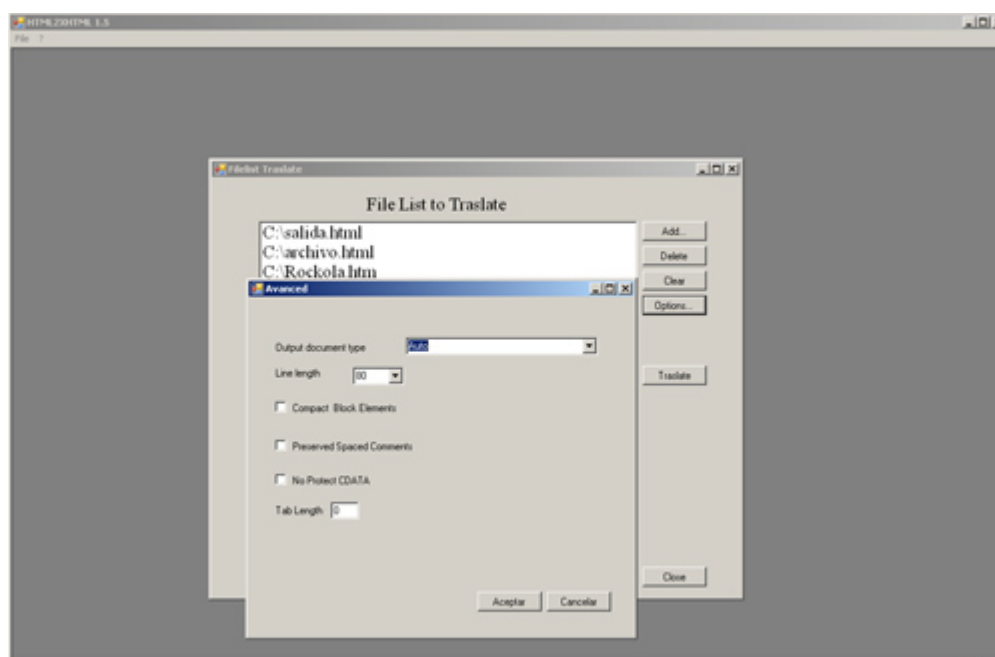 HTML2XHTML 1.5
File ?
Filelist Traslate
File List to Traslate
C:\salida.html
C:\archivo.html
C:\Rockola.htm
Add...
Delete
Clear
Options...
Traslate
Close
Avanced
Output document type Auto
Line length 80
Compact Block Elements
Preserved Spaced Comments
No Protect CDATA
Tab Length 0
Aceptar Cancelar